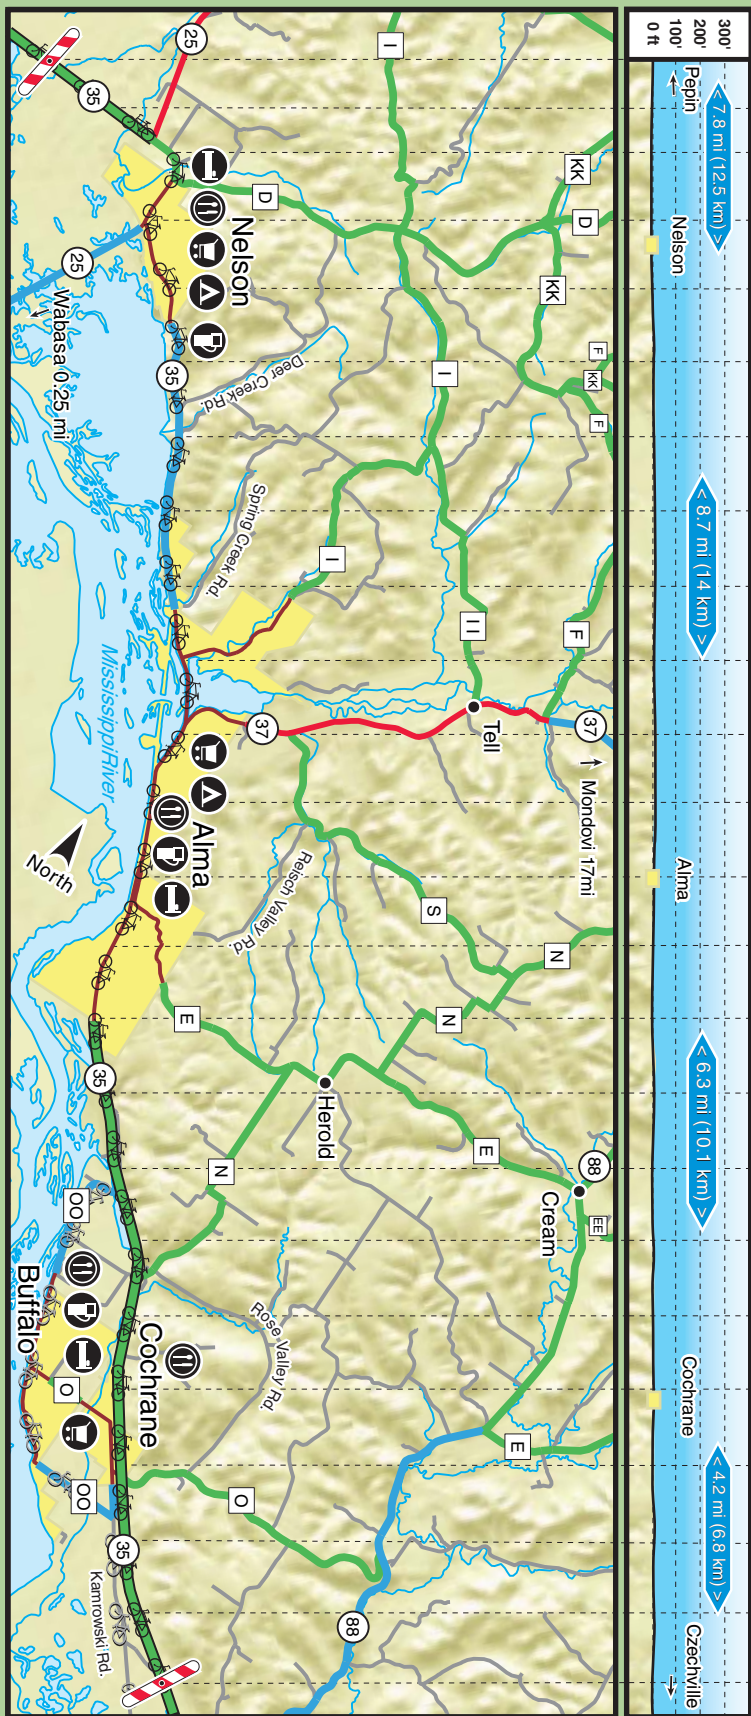 300'
200'
100'
0 ft
Pepin
< 7.8 mi (12.5 km) >
Nelson
< 8.7 mi (14 km) >
Alma
< 6.3 mi (10.1 km) >
Cochrane
< 4.2 mi (6.8 km) >
Czechville
I
KK
D
KK
F
KK
F
25
35
D
Nelson
I
25
Wabasa 0.25 mi
35
Deer Creek Rd.
Spring Creek Rd.
I
II
F
37
Tell
37
Mondovi 17mi
Mississippi River
North
Alma
Reisch Valley Rd.
S
N
N
E
Herold
E
88
Cream
EE
35
N
OO
Buffalo
Cochrane
Rose Valley Rd.
O
E
O
OO
35
Kamrowski Rd.
88